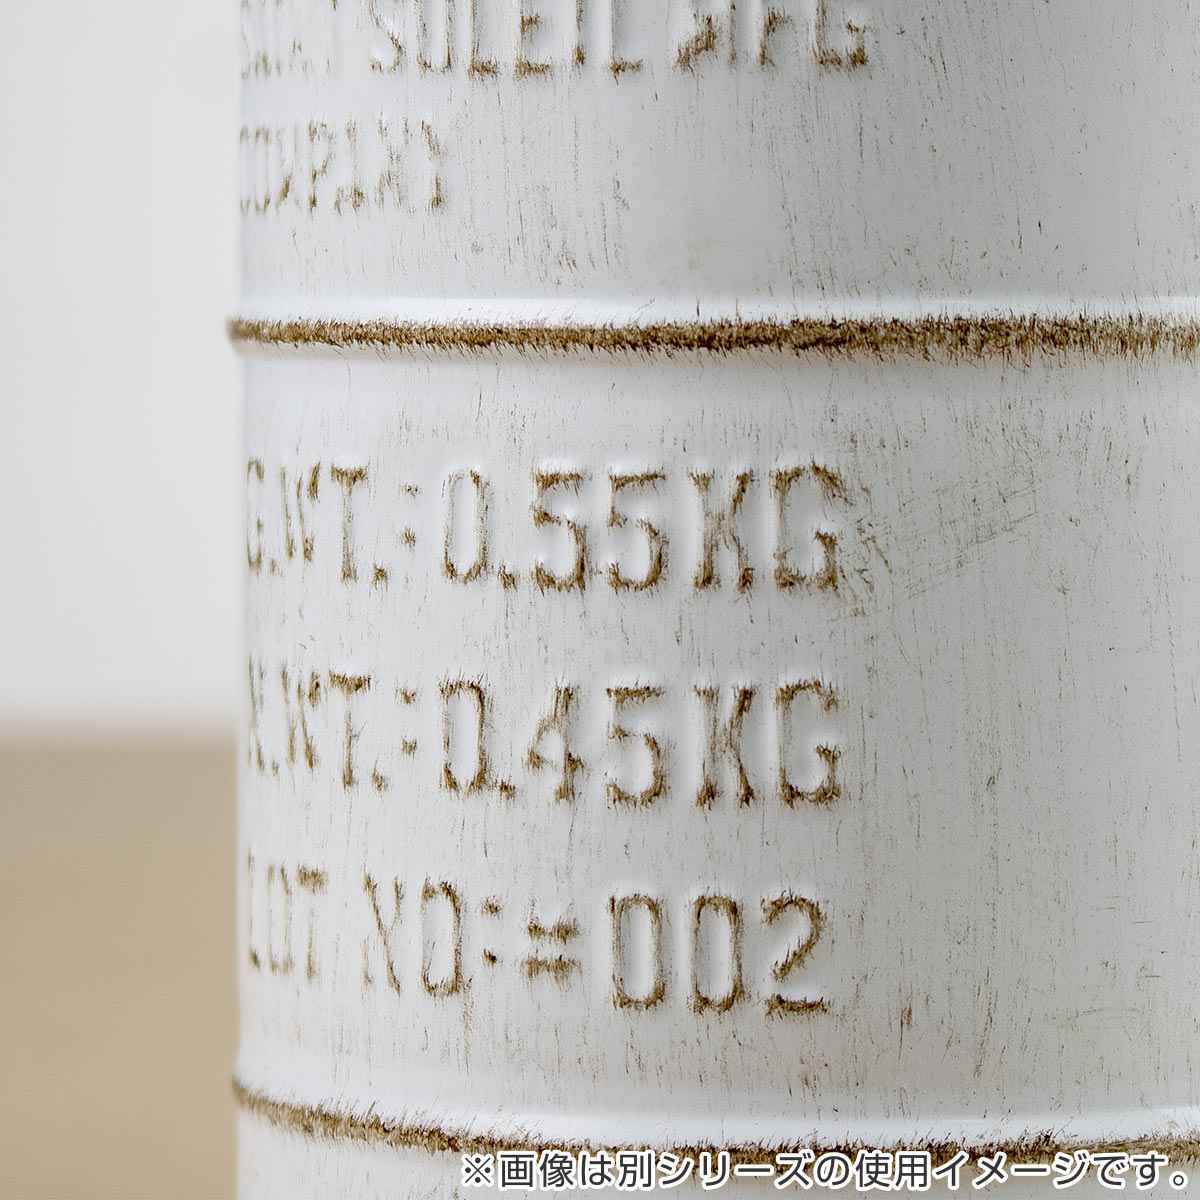 SOLEIL MFG
COMPANY
G.WT.:0.55KG
N.WT.:0.45KG
LOT NO:=002
※画像は別シリーズの使用イメージです。